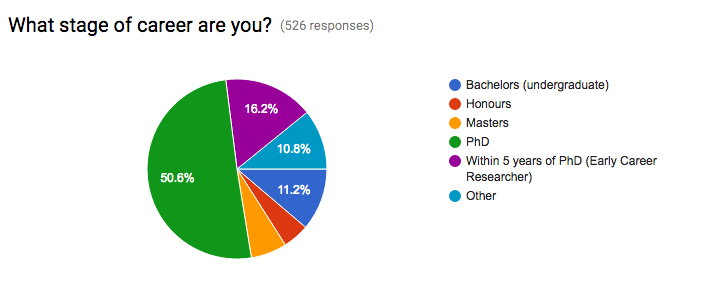 What stage of career are you? (526 responses)
16.2%
10.8%
50.6%
11.2%
Bachelors (undergraduate)
Honours
Masters
PhD
Within 5 years of PhD (Early Career
Researcher)
Other